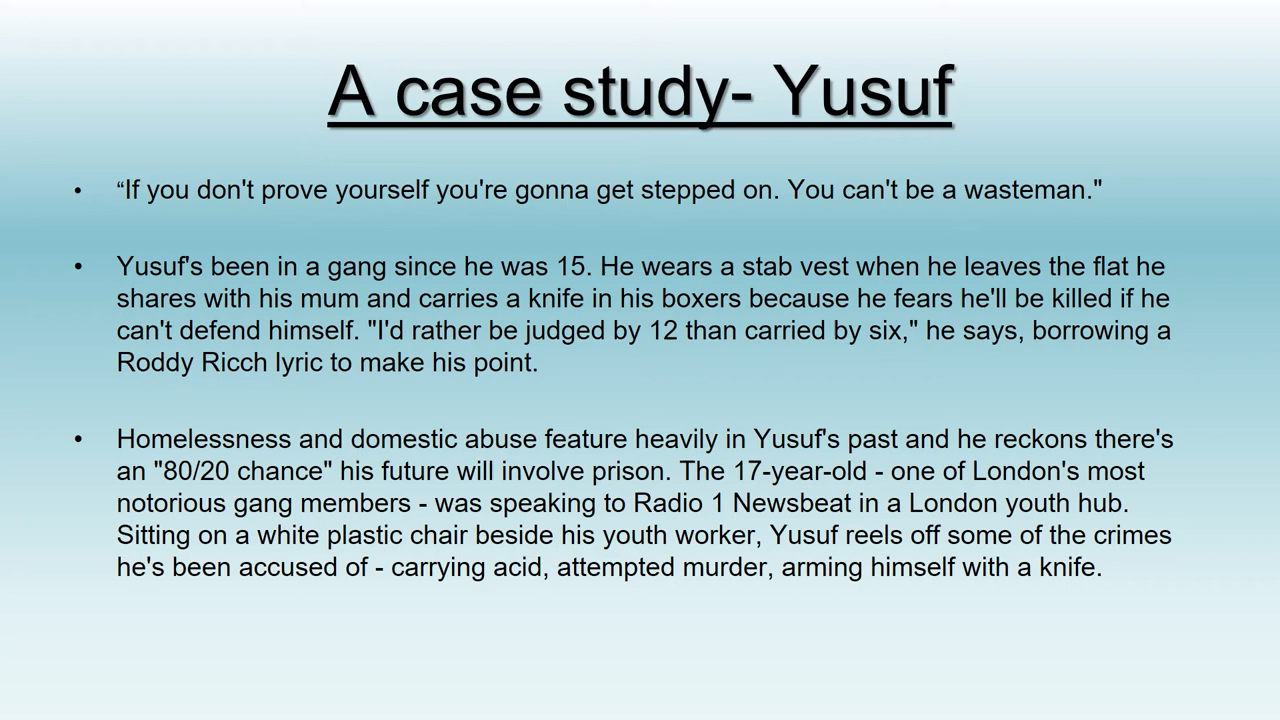 A case study- Yusuf
• “If you don't prove yourself you're gonna get stepped on. You can't be a wasteman."
• Yusuf's been in a gang since he was 15. He wears a stab vest when he leaves the flat he
shares with his mum and carries a knife in his boxers because he fears he'll be killed if he
can't defend himself. "I'd rather be judged by 12 than carried by six," he says, borrowing a
Roddy Ricch lyric to make his point.
• Homelessness and domestic abuse feature heavily in Yusuf's past and he reckons there's
an "80/20 chance" his future will involve prison. The 17-year-old - one of London's most
notorious gang members - was speaking to Radio 1 Newsbeat in a London youth hub.
Sitting on a white plastic chair beside his youth worker, Yusuf reels off some of the crimes
he's been accused of - carrying acid, attempted murder, arming himself with a knife.